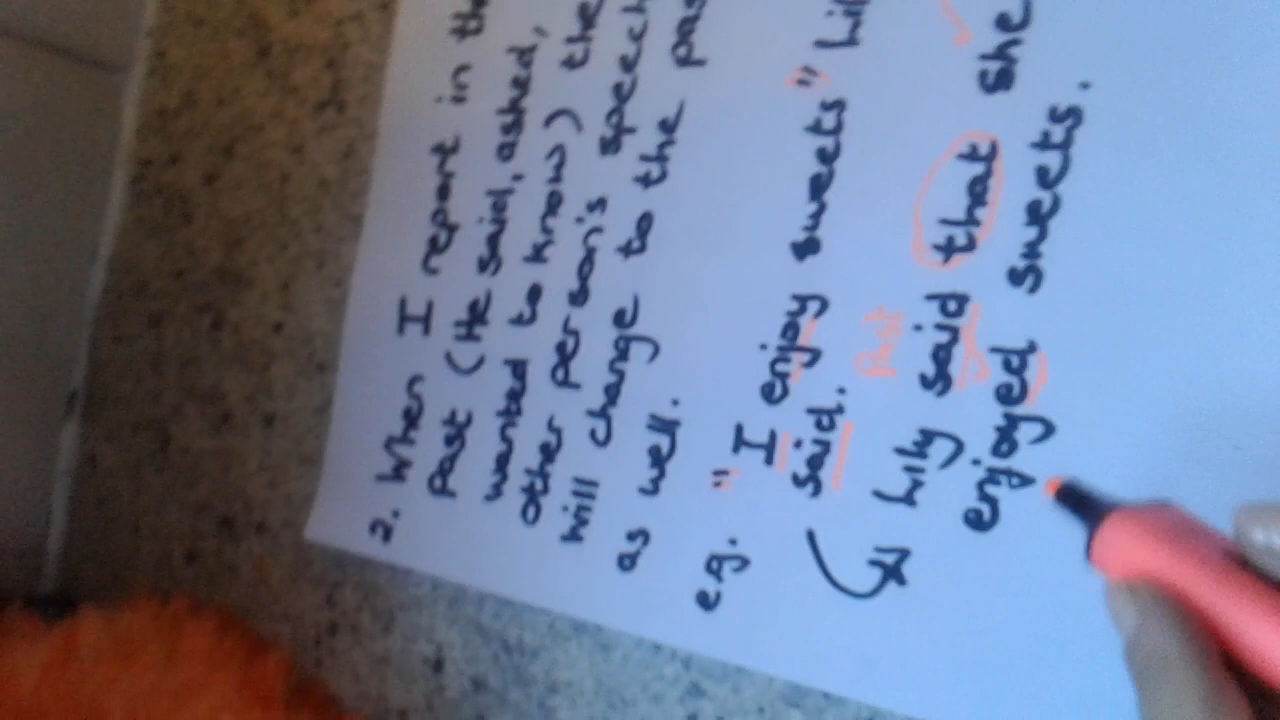 2. When I report in the
past (He said, asked,
wanted to know) the
other person's speech
will change to the past
as well.
e.g. "I enjoy sweets" Lily
said.
Past
Lily said that she
enjoyed sweets.